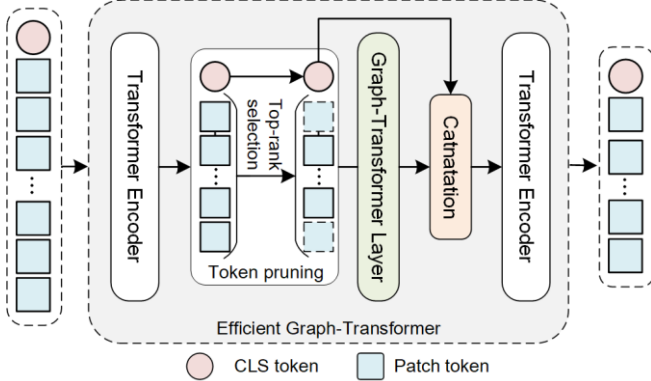 Transformer Encoder
Top-rank
selection
Token pruning
Graph-Transformer Layer
Catnatation
Transformer Encoder
Efficient Graph-Transformer
CLS token
Patch token